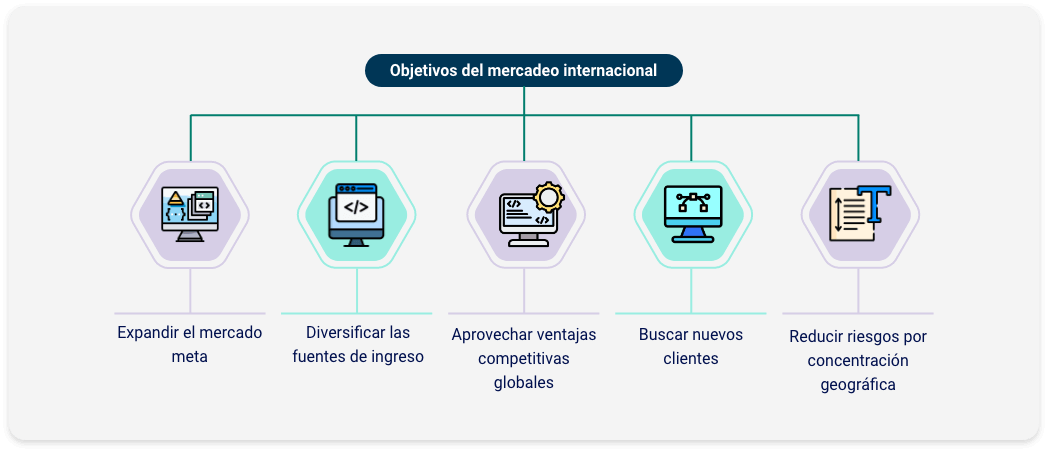 Objetivos del mercadeo internacional
Expandir el mercado
meta
Diversificar las
fuentes de ingreso
Aprovechar ventajas
competitivas
globales
Buscar nuevos
clientes
Reducir riesgos por
concentración
geográfica